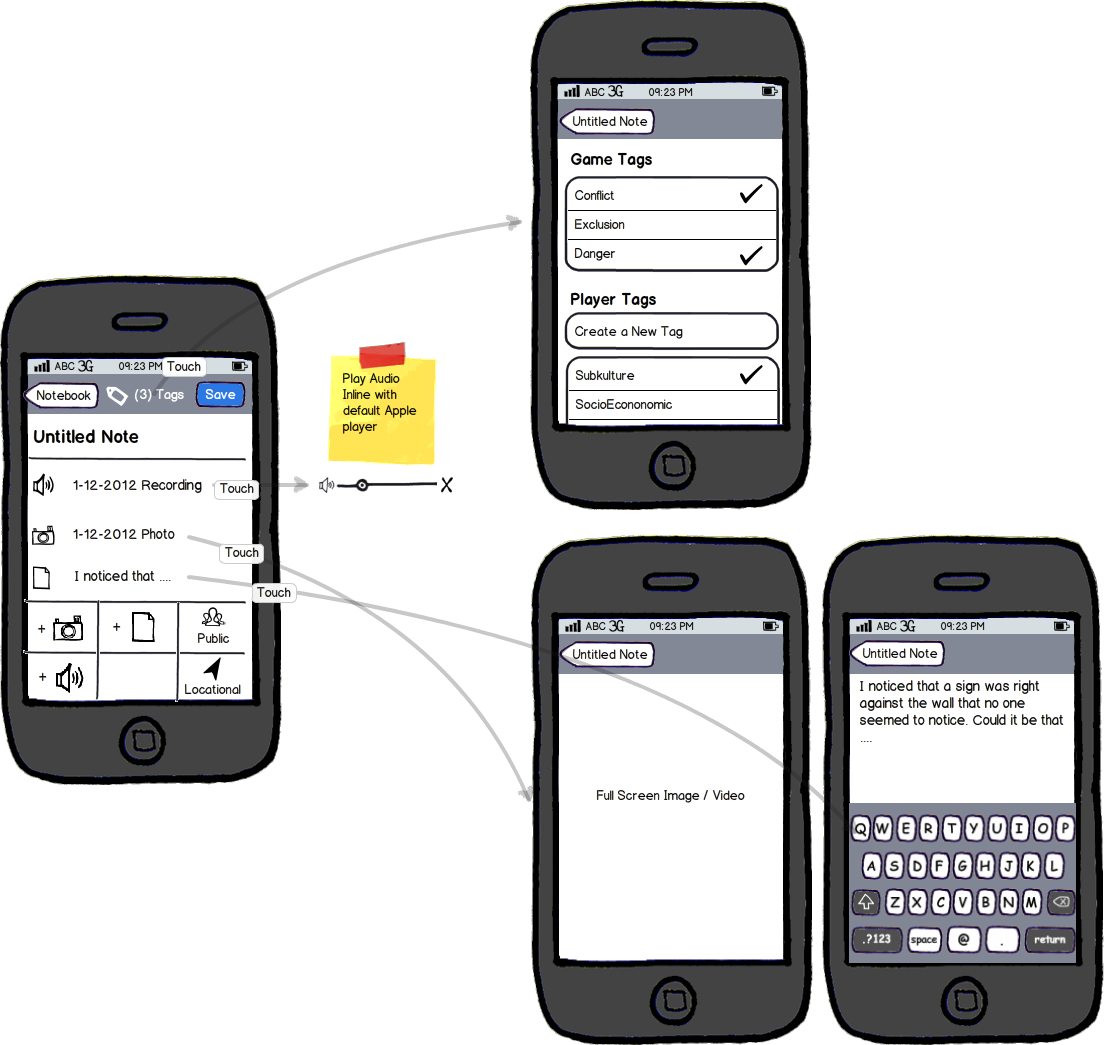 ABC 3G 09:23 PM
Untitled Note
Game Tags
Conflict
Exclusion
Danger
Player Tags
Create a New Tag
Subkulture
SocioEcononomic
ABC 3G 09:23 PM
Touch
Notebook
(3) Tags
Save
Untitled Note
1-12-2012 Recording
Touch
1-12-2012 Photo
Touch
I noticed that ....
Touch
+
+
Public
+
Locational
Play Audio
Inline with
default Apple
player
X
ABC 3G 09:23 PM
Untitled Note
Full Screen Image / Video
ABC 3G 09:23 PM
Untitled Note
I noticed that a sign was right
against the wall that no one
seemed to notice. Could it be that
....
Q W E R T Y U I O P
A S D F G H J K L
Z X C V B N M
.?123 space @ . return